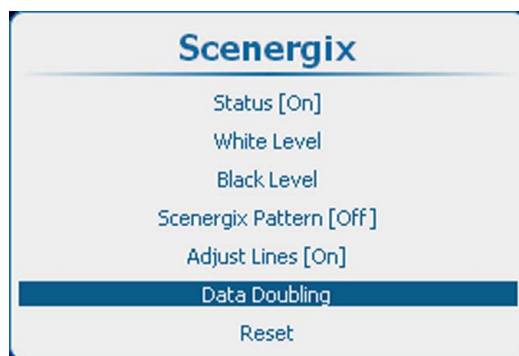 Scenergix
Status [On]
White Level
Black Level
Scenergix Pattern [Off]
Adjust Lines [On]
Data Doubling
Reset